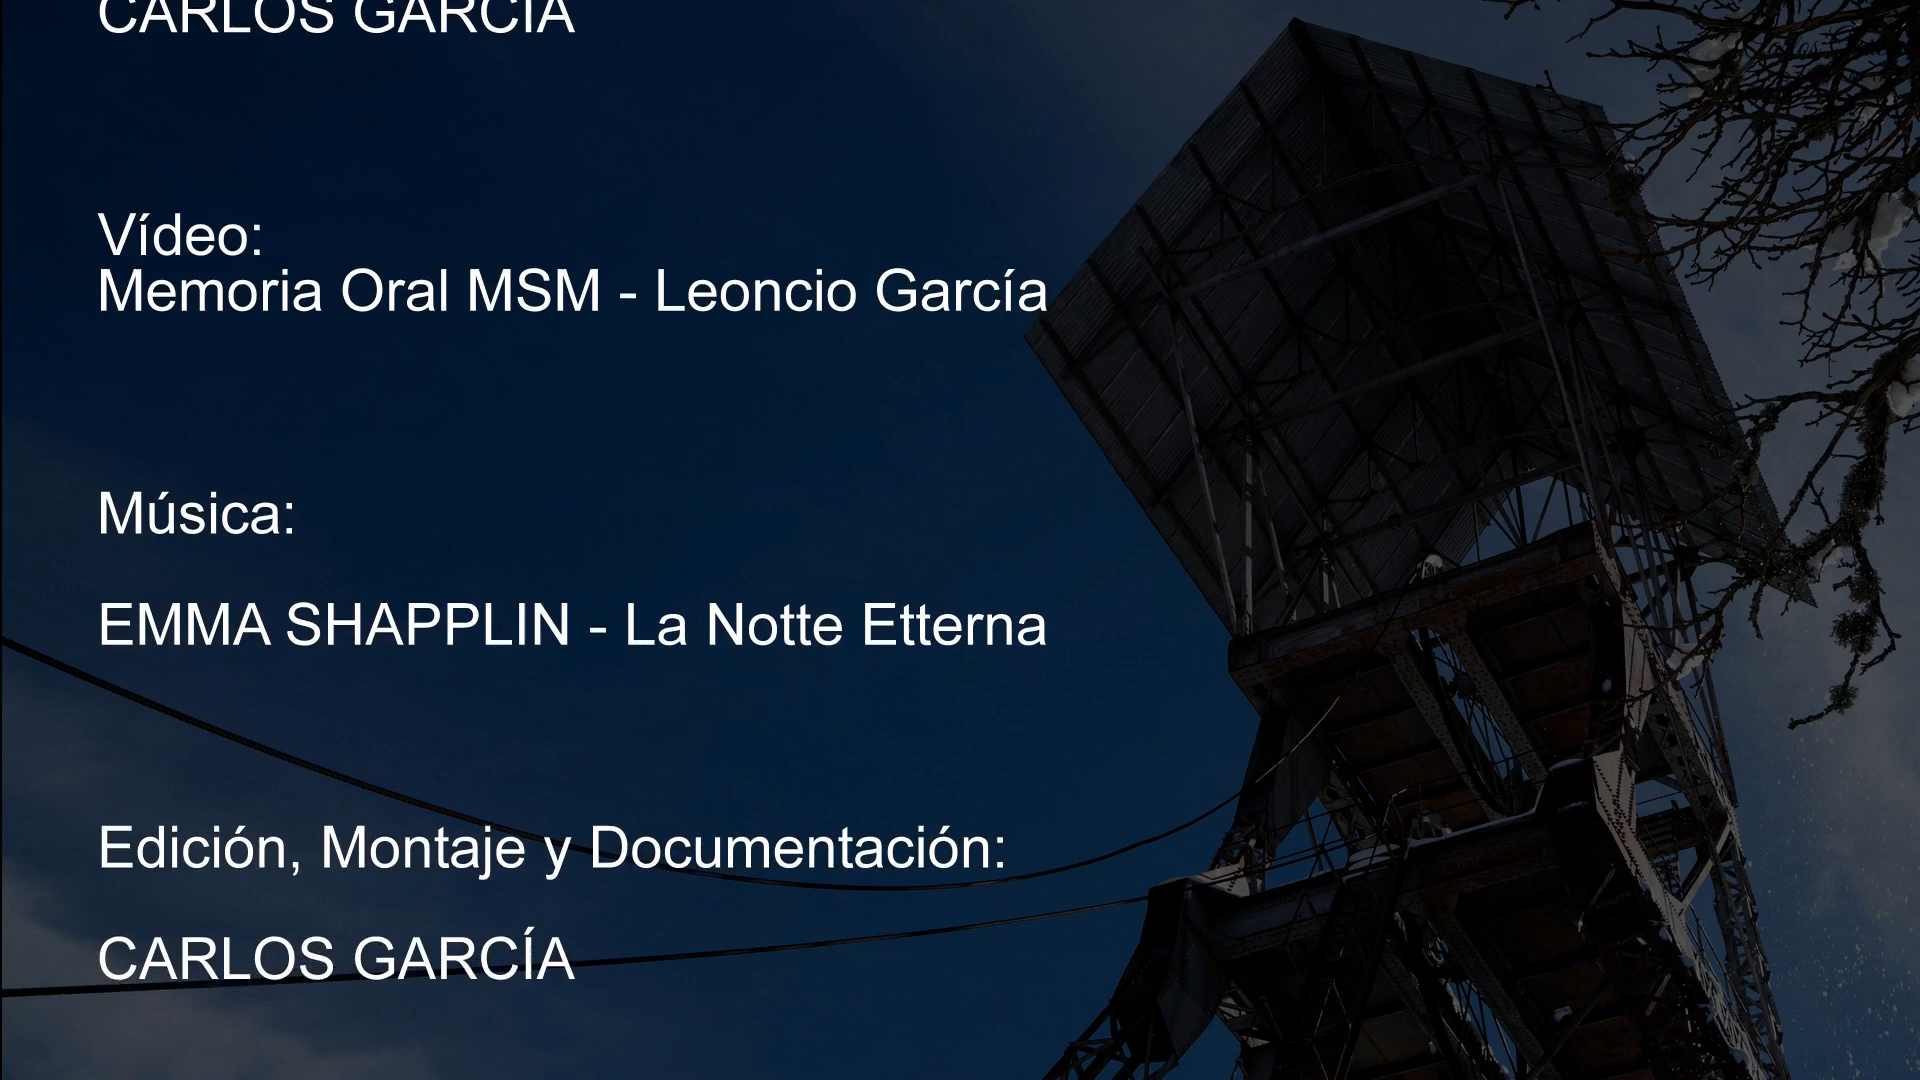 CARLOS GARCÍA
Vídeo:
Memoria Oral MSM - Leoncio García
Música:
EMMA SHAPPLIN - La Notte Etterna
Edición, Montaje y Documentación:
CARLOS GARCÍA